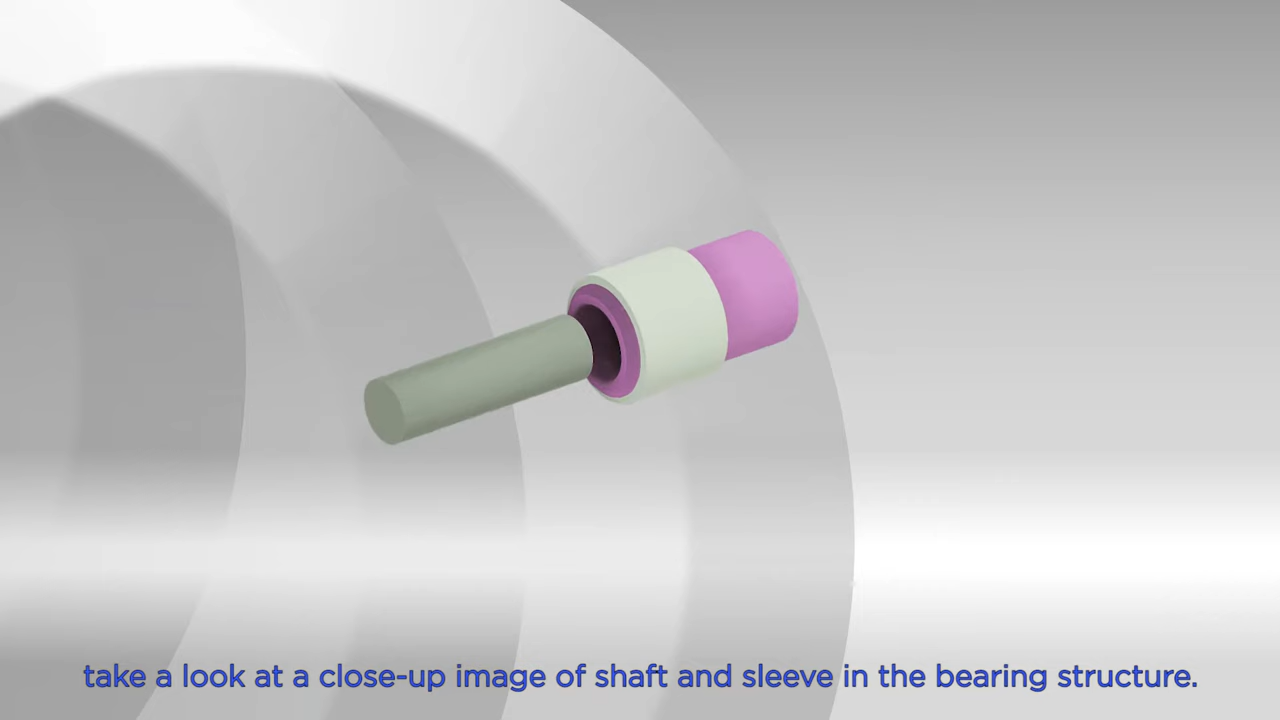 take a look at a close-up image of shaft and sleeve in the bearing structure.